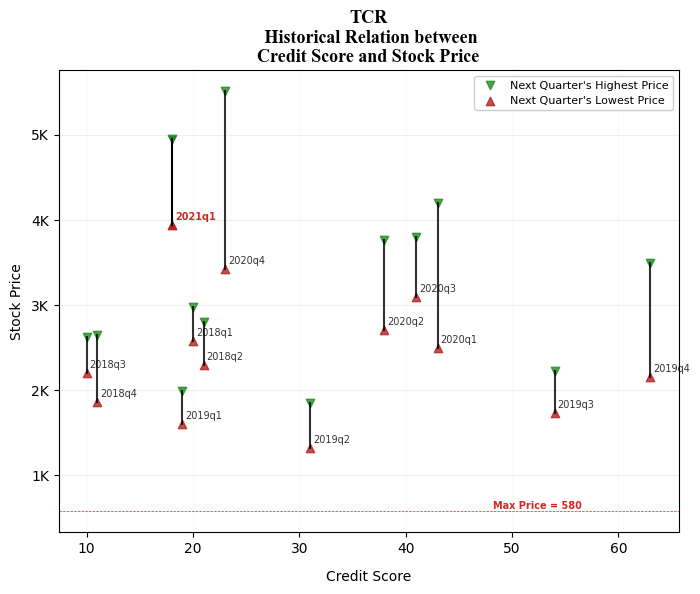 TCR
Historical Relation between
Credit Score and Stock Price
Next Quarter's Highest Price
Next Quarter's Lowest Price
5K
4K
3K
2K
1K
Stock Price
2021q1
2020q4
2020q3
2020q2
2020q1
2018q1
2018q2
2018q3
2018q4
2019q1
2019q2
2019q3
2019q4
Max Price = 580
10 20 30 40 50 60
Credit Score